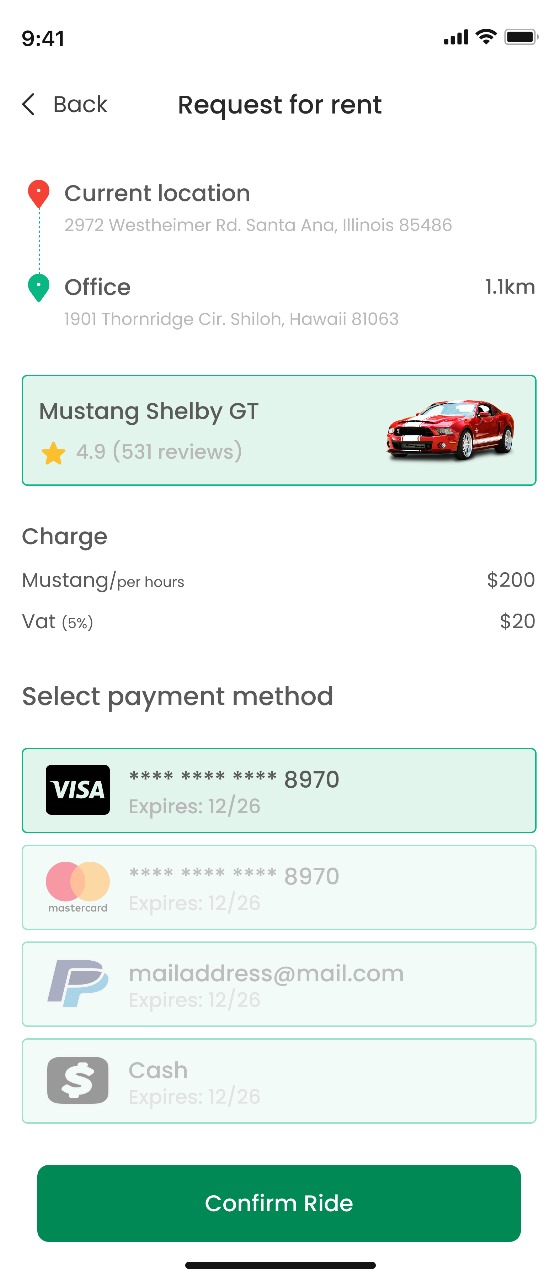 9:41
Back
Request for rent
Current location
2972 Westheimer Rd. Santa Ana, Illinois 85486
Office 1.1km
1901 Thornridge Cir. Shiloh, Hawaii 81063
Mustang Shelby GT
4.9 (531 reviews)
Charge
Mustang/per hours $200
Vat (5%) $20
Select payment method
VISA
**** **** **** 8970
Expires: 12/26
mastercard
**** **** **** 8970
Expires: 12/26
mailaddress@mail.com
Expires: 12/26
Cash
Expires: 12/26
Confirm Ride